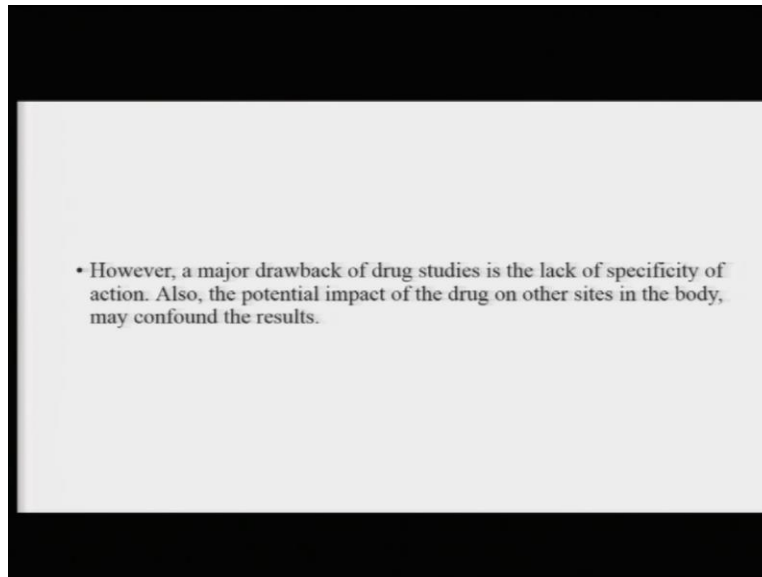 • However, a major drawback of drug studies is the lack of specificity of
action. Also, the potential impact of the drug on other sites in the body,
may confound the results.